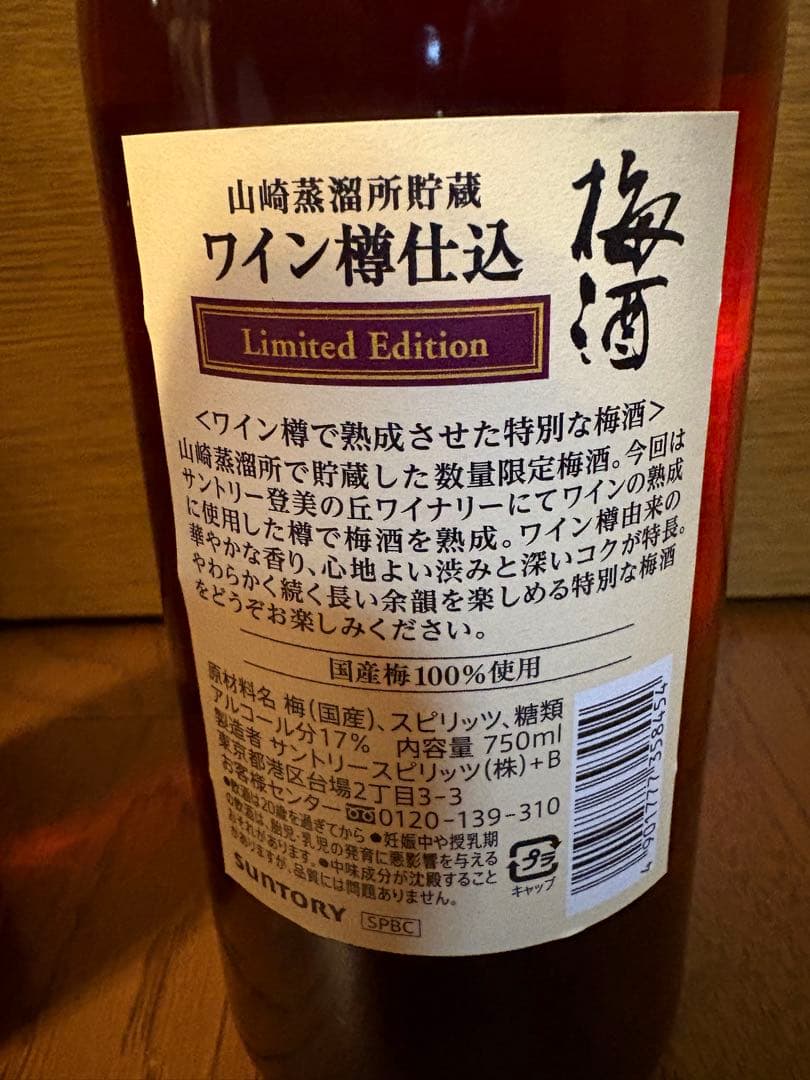 山崎蒸溜所貯蔵
ワイン樽仕込
梅酒
Limited Edition
<ワイン樽で熟成させた特別な梅酒>
山崎蒸溜所で貯蔵した数量限定梅酒。今回は
サントリー登美の丘ワイナリーにてワインの熟成
に使用した樽で梅酒を熟成。ワイン樽由来の
華やかな香り、心地よい渋みと深いコクが特長。
やわらかく続く長い余韻を楽しめる特別な梅酒
をどうぞお楽しみください。
国産梅100%使用
原材料名 梅(国産)、スピリッツ、糖類
アルコール分17% 内容量 750ml
製造者 サントリースピリッツ(株)+B
東京都港区台場2丁目3-3
お客様センター 0120-139-310
●飲酒は20歳を過ぎてから ●妊娠中や授乳期
の飲酒は、胎児・乳児の発育に悪影響を与える
おそれがあります。●中味成分が沈殿すること
がありますが、品質には問題ありません。
SUNTORY SPBC
プラ
キャップ
4901777358454